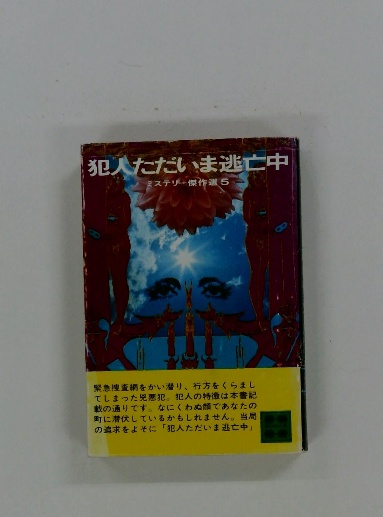 犯人ただいま逃亡中
ミステリー傑作選5
緊急捜査網をかい潜り、行方をくらまし
てしまった兇悪犯。犯人の特徴は本書記
載の通りです。なにくわぬ顔であなたの
町に潜伏しているかもしれません。当局
の追求をよそに「犯人ただいま逃亡中」